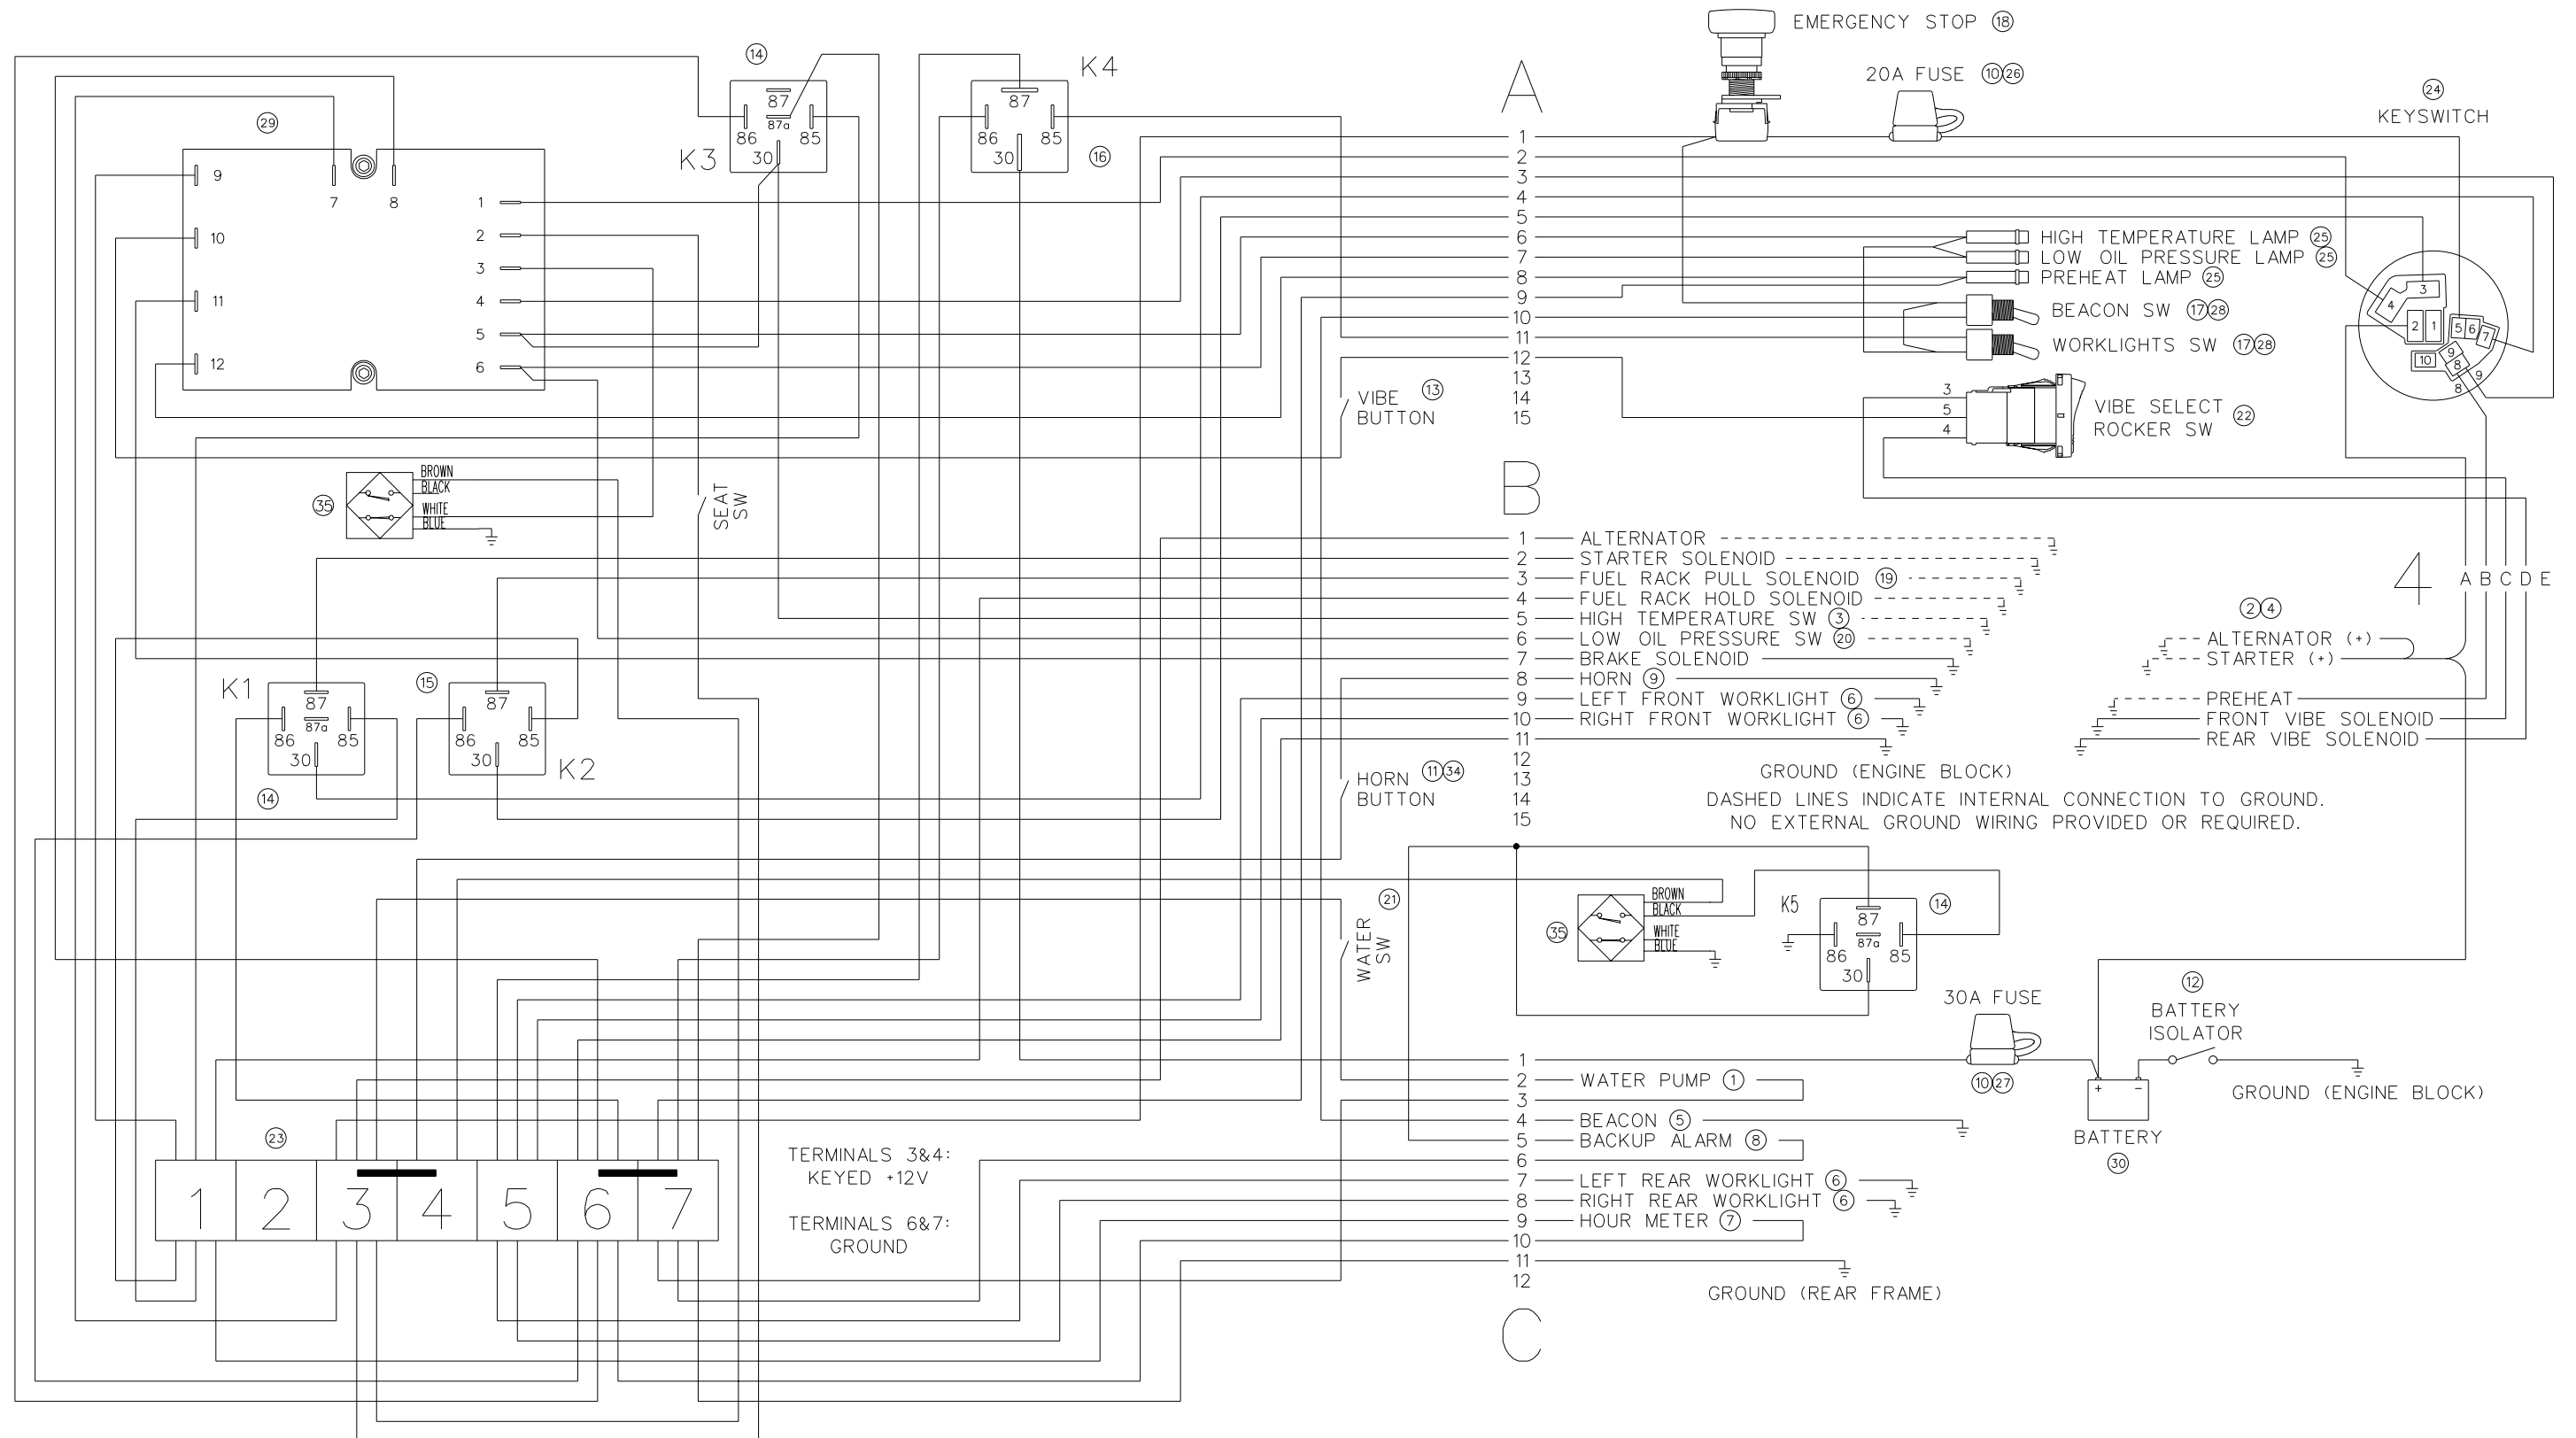 EMERGENCY STOP 18
14
K4
A
20A FUSE 10 26
24
KEYSWITCH
87
86 87a 85
30
K3
87
86 85
30
16
29
9
7 8
10
11
12
1
2
3
4
5
6
1
2
3
4
5
6
7
8
9
10
11
12
13
14
15
HIGH TEMPERATURE LAMP 25
LOW OIL PRESSURE LAMP 25
PREHEAT LAMP 25
BEACON SW 17 28
WORKLIGHTS SW 17 28
3
4
2 1
5 6 7
10 9
8
9
8
VIBE 13
BUTTON
3
5
4
VIBE SELECT
ROCKER SW 22
B
BROWN
BLACK
WHITE
BLUE
35
SEAT
SW
1 ALTERNATOR
2 STARTER SOLENOID
3 FUEL RACK PULL SOLENOID 19
4 FUEL RACK HOLD SOLENOID
5 HIGH TEMPERATURE SW 3
6 LOW OIL PRESSURE SW 20
7 BRAKE SOLENOID
8 HORN 9
9 LEFT FRONT WORKLIGHT 6
10 RIGHT FRONT WORKLIGHT 6
11
12
13
14
15
4 A B C D E
2 4
ALTERNATOR (+)
STARTER (+)
PREHEAT
FRONT VIBE SOLENOID
REAR VIBE SOLENOID
K1
87
86 87a 85
30
14
15
87
86 85
30
K2
HORN 11 34
BUTTON
GROUND (ENGINE BLOCK)
DASHED LINES INDICATE INTERNAL CONNECTION TO GROUND.
NO EXTERNAL GROUND WIRING PROVIDED OR REQUIRED.
21
WATER
SW
35
BROWN
BLACK
WHITE
BLUE
K5
87
86 87a 85
30
14
30A FUSE
10 27
12
BATTERY
ISOLATOR
GROUND (ENGINE BLOCK)
+ -
BATTERY
30
1
2 WATER PUMP 1
3
4 BEACON 5
5 BACKUP ALARM 8
6
7 LEFT REAR WORKLIGHT 6
8 RIGHT REAR WORKLIGHT 6
9 HOUR METER 7
10
11
12
GROUND (REAR FRAME)
C
23
1 2 3 4 5 6 7
TERMINALS 3&4:
KEYED +12V
TERMINALS 6&7:
GROUND